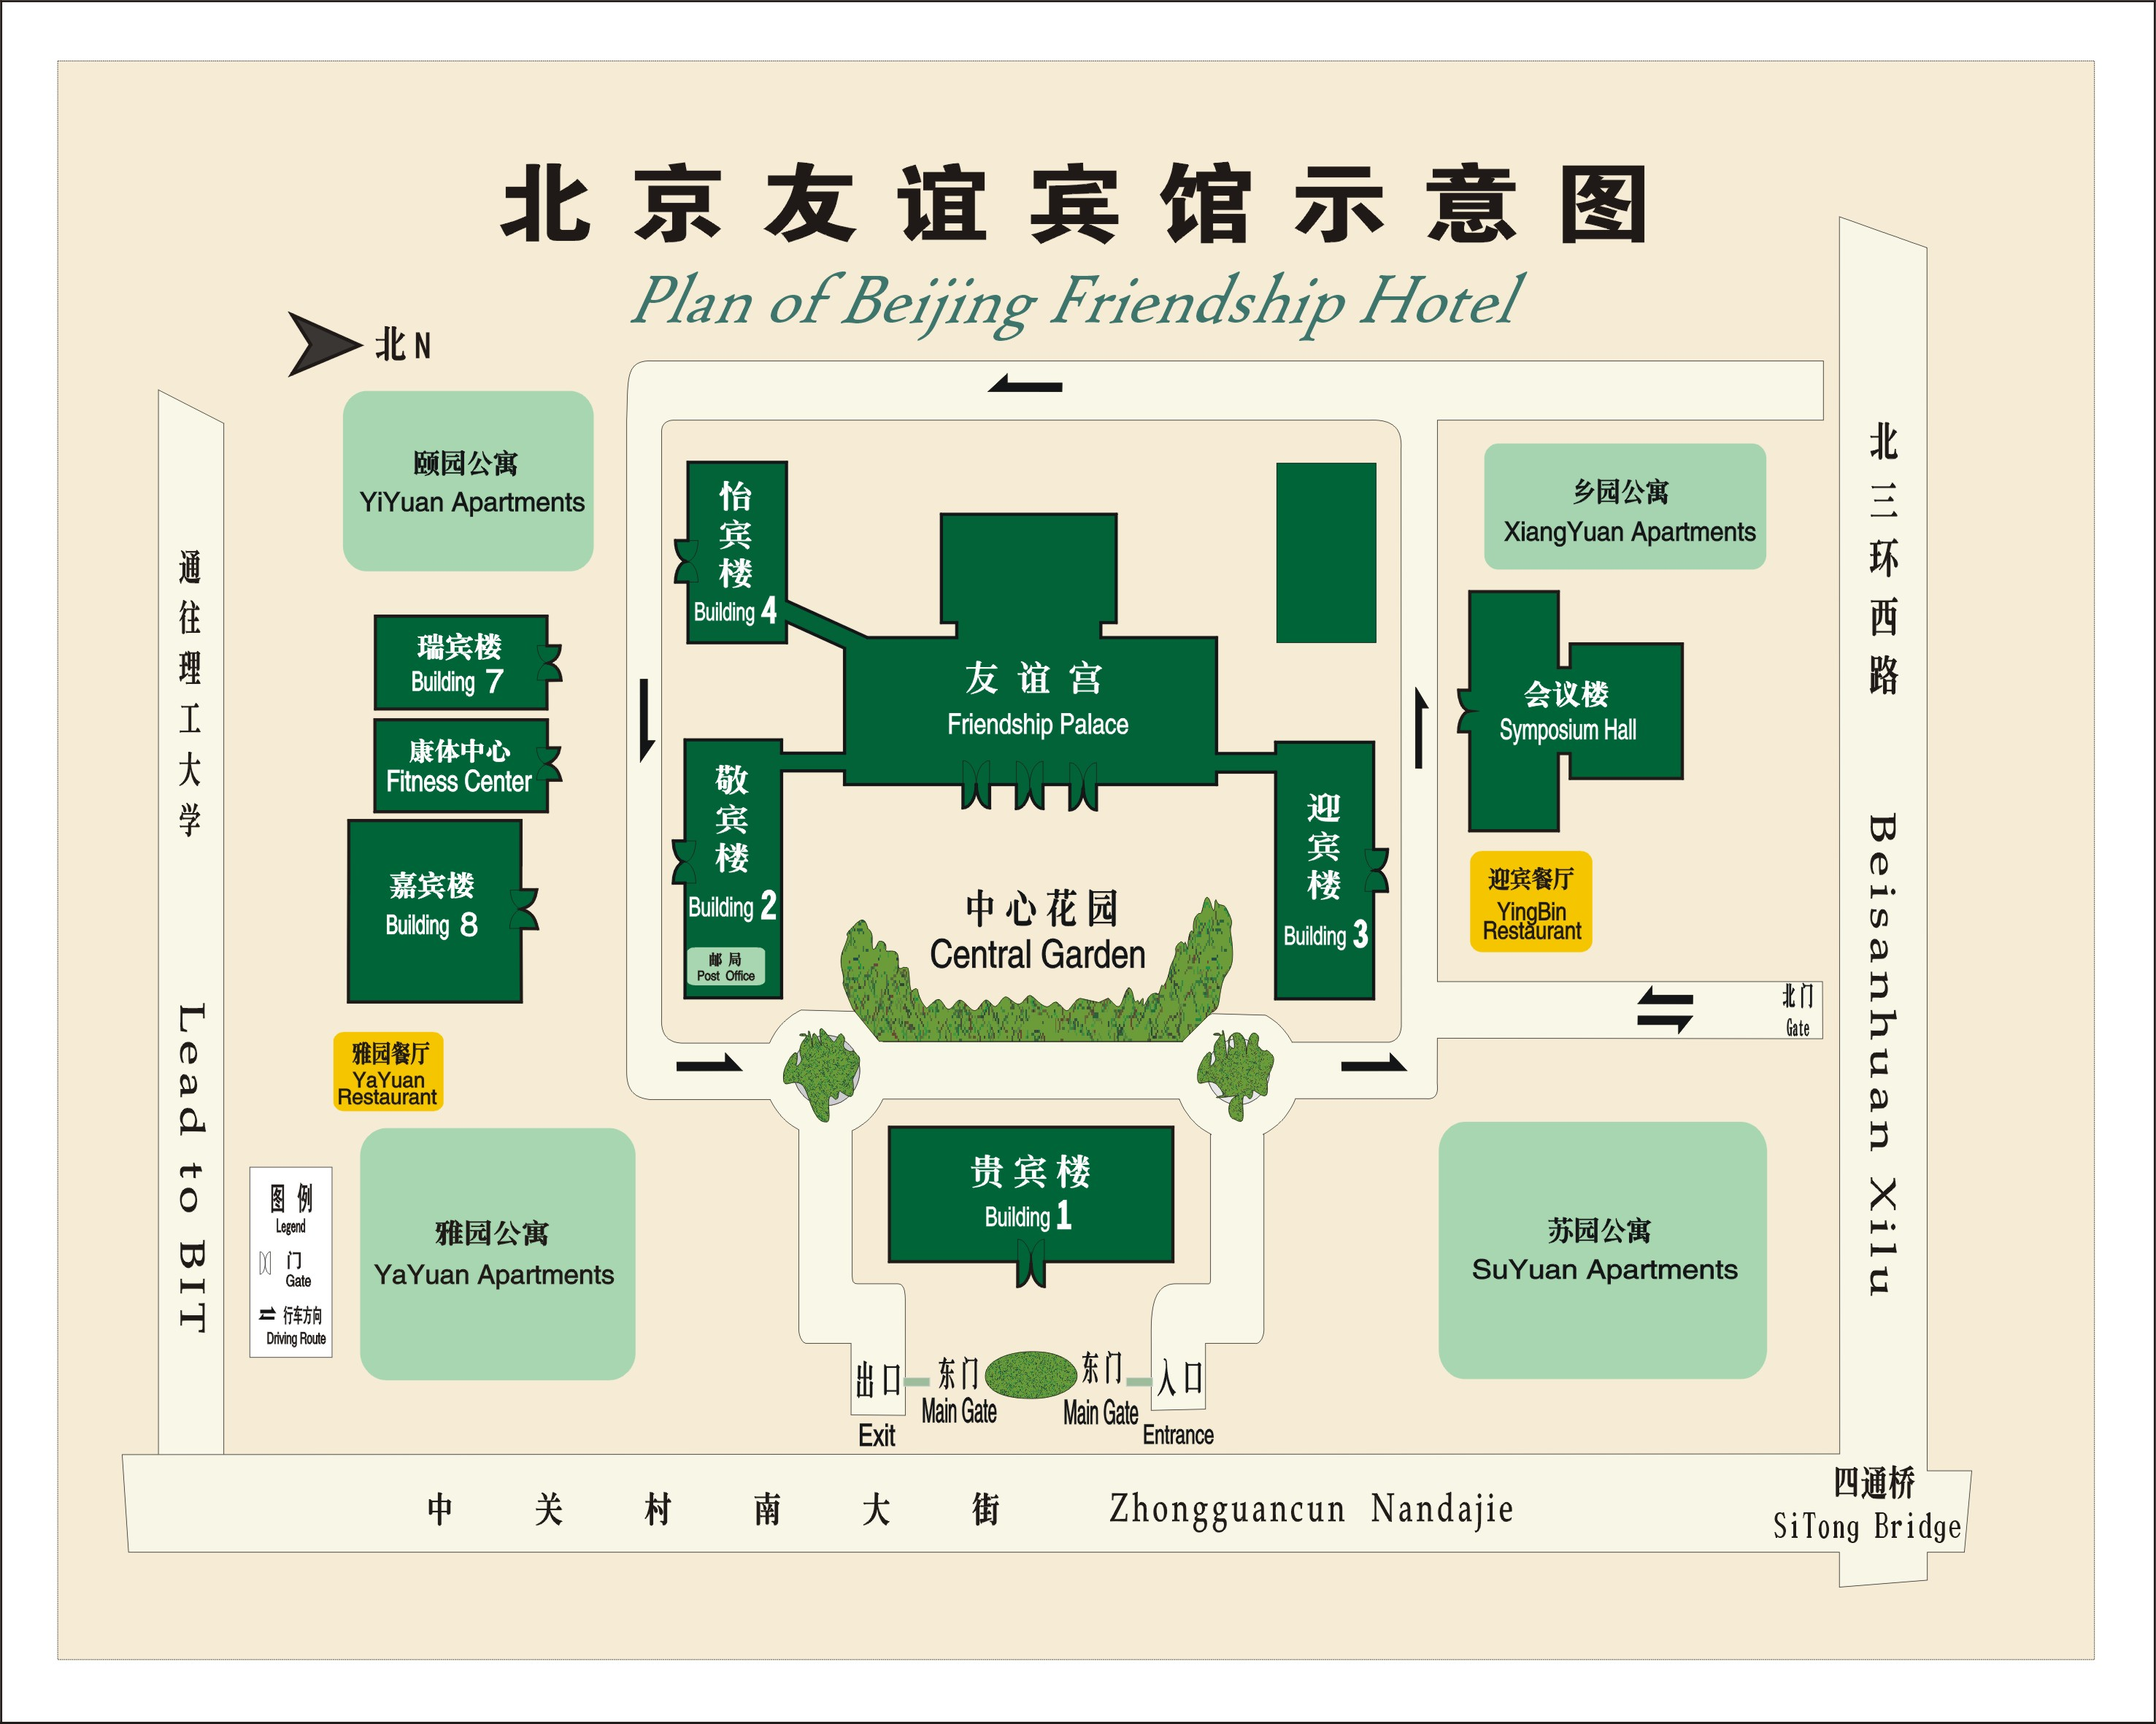 北京友谊宾馆示意图
Plan of Beijing Friendship Hotel
北 N
颐园公寓
YiYuan Apartments
乡园公寓
XiangYuan Apartments
怡宾楼
Building 4
瑞宾楼
Building 7
康体中心
Fitness Center
嘉宾楼
Building 8
友谊宫
Friendship Palace
会议楼
Symposium Hall
敬宾楼
Building 2
邮局
Post Office
迎宾楼
Building 3
中心花园
Central Garden
迎宾餐厅
YingBin
Restaurant
北门
Gate
雅园餐厅
YaYuan
Restaurant
贵宾楼
Building 1
雅园公寓
YaYuan Apartments
苏园公寓
SuYuan Apartments
图例
Legend
门
Gate
行车方向
Driving Route
出口
Exit
东门
Main Gate
东门
Main Gate
入口
Entrance
通往理工大学
Lead to BIT
北三环西路
Beisanhuan Xilu
中关村南大街 Zhongguancun Nandajie
四通桥
SiTong Bridge